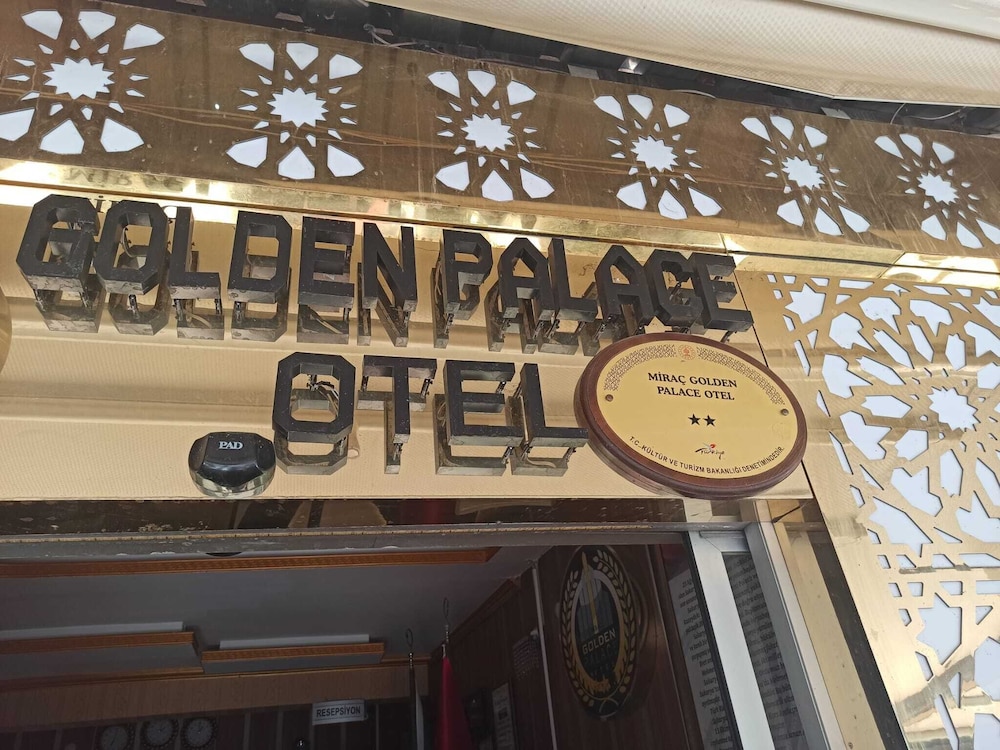 GOLDEN PALACE
OTEL
MİRAÇ GOLDEN
PALACE OTEL
Türkiye
T.C. KÜLTÜR VE TURİZM BAKANLIĞI DENETİMİNDEDİR.
PAD
GOLDEN
RESEPSİYON